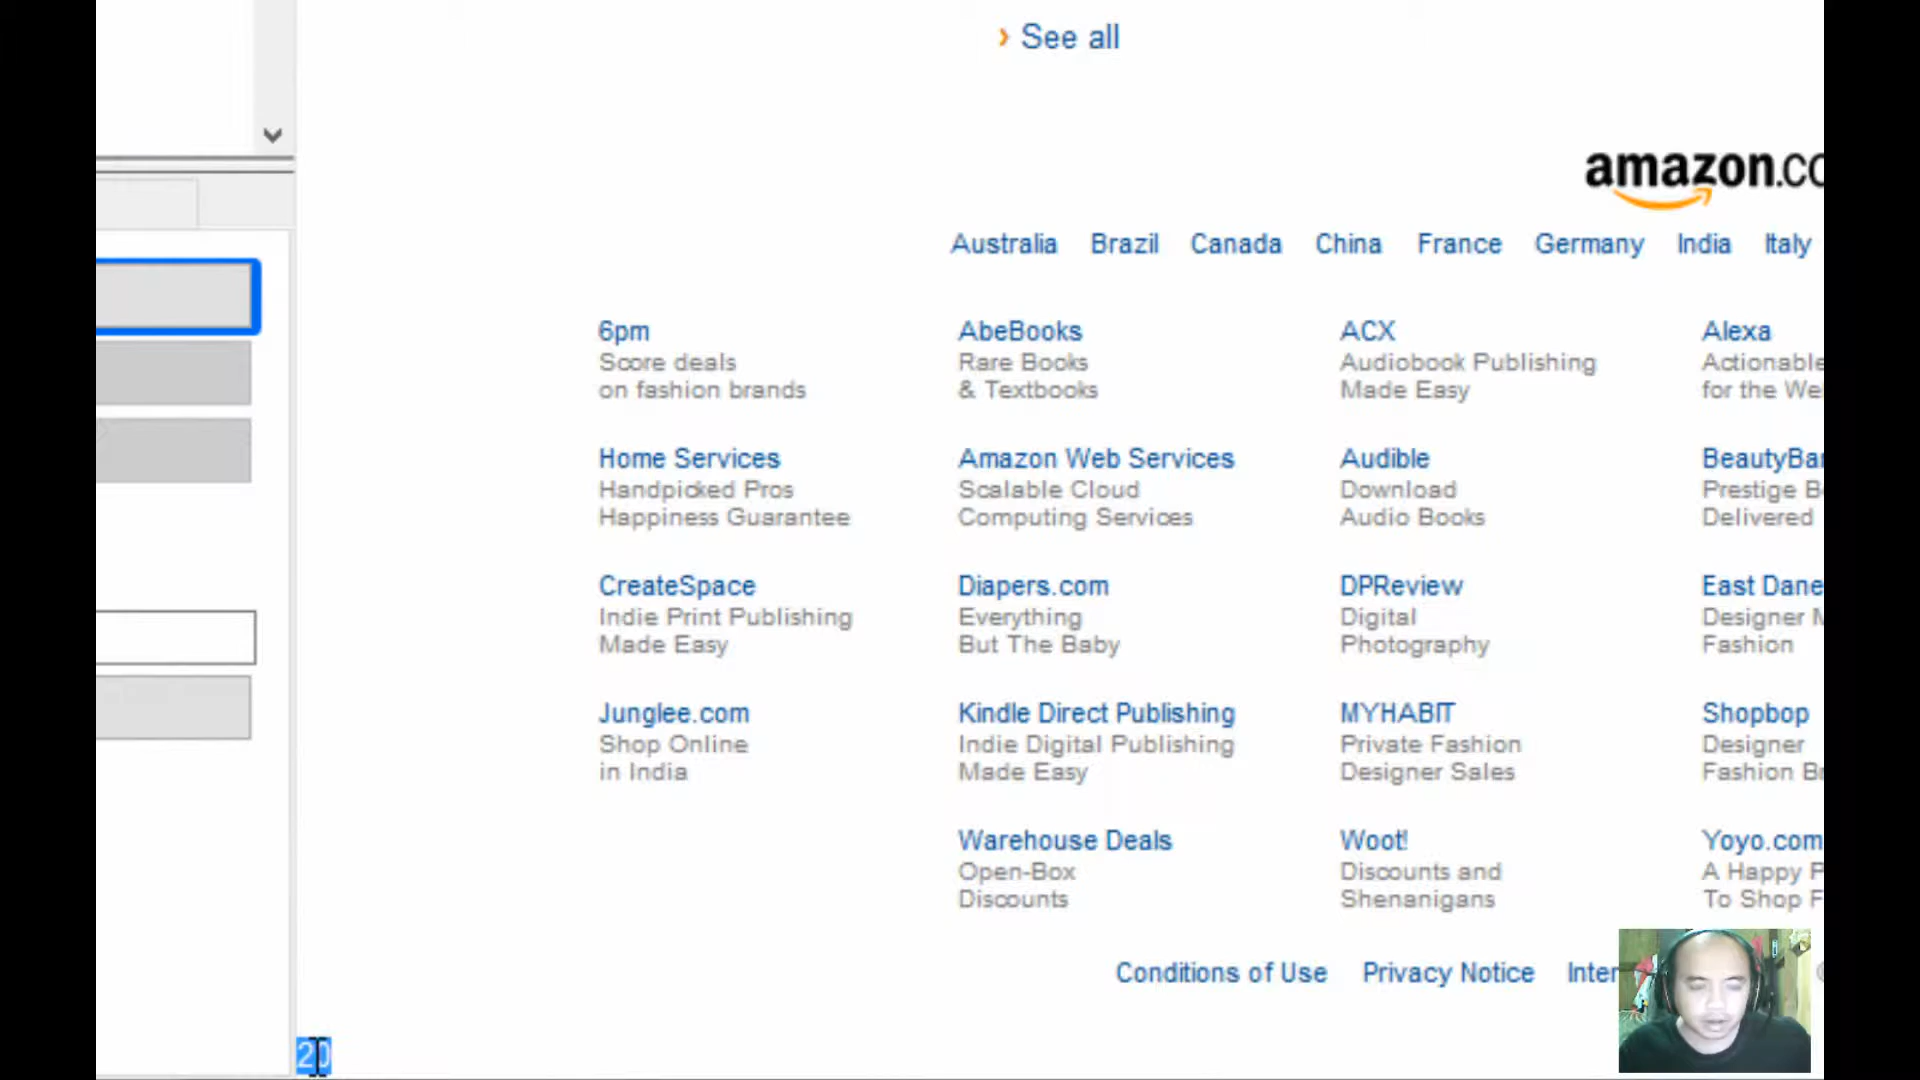 › See all
amazon.co
Australia Brazil Canada China France Germany India Italy
6pm AbeBooks ACX Alexa
Score deals Rare Books Audiobook Publishing Actionable
on fashion brands & Textbooks Made Easy for the We
Home Services Amazon Web Services Audible BeautyBa
Handpicked Pros Scalable Cloud Download Prestige B
Happiness Guarantee Computing Services Audio Books Delivered
CreateSpace Diapers.com DPReview East Dane
Indie Print Publishing Everything Digital Designer M
Made Easy But The Baby Photography Fashion
Junglee.com Kindle Direct Publishing MYHABIT Shopbop
Shop Online Indie Digital Publishing Private Fashion Designer
in India Made Easy Designer Sales Fashion B
Warehouse Deals Woot! Yoyo.com
Open-Box Discounts and A Happy P
Discounts Shenanigans To Shop F
Conditions of Use Privacy Notice Inter
20